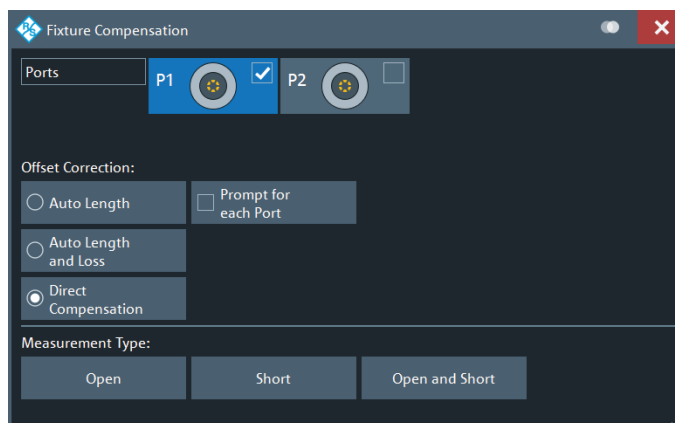 R&S Fixture Compensation
Ports
P1
P2
Offset Correction:
Auto Length
Prompt for
each Port
Auto Length
and Loss
Direct
Compensation
Measurement Type:
Open
Short
Open and Short